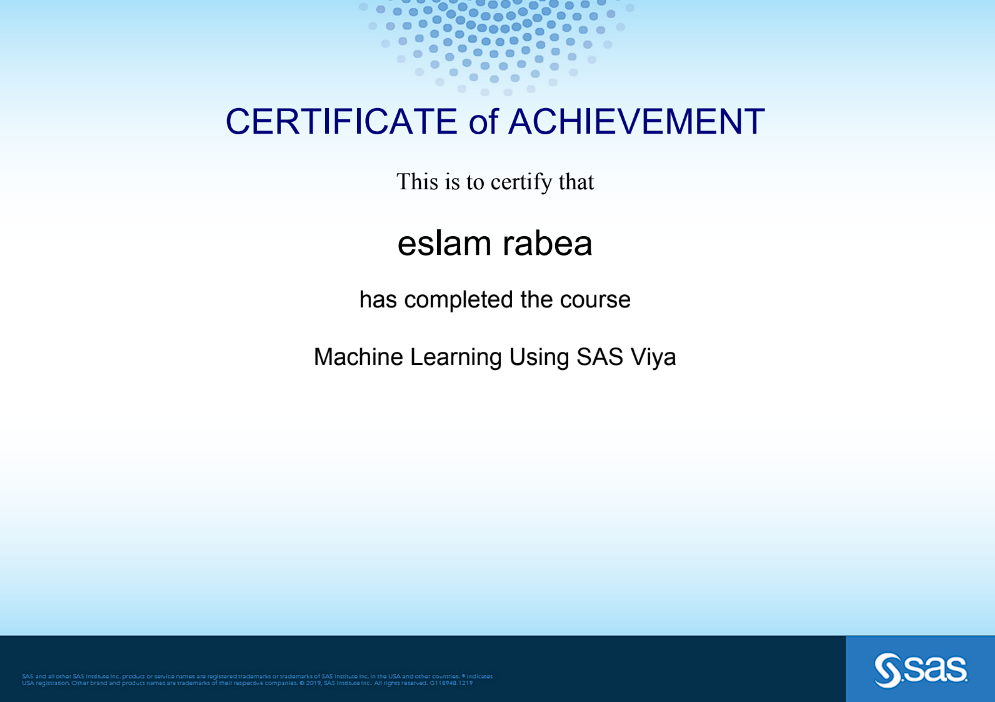 CERTIFICATE of ACHIEVEMENT
This is to certify that
eslam rabea
has completed the course
Machine Learning Using SAS Viya
SAS and all other SAS Institute Inc. product or service names are registered trademarks or trademarks of SAS Institute Inc. in the USA and other countries. ® indicates
USA registration. Other brand and product names are trademarks of their respective companies. © 2019, SAS Institute Inc. All rights reserved. G118948.1219
sas